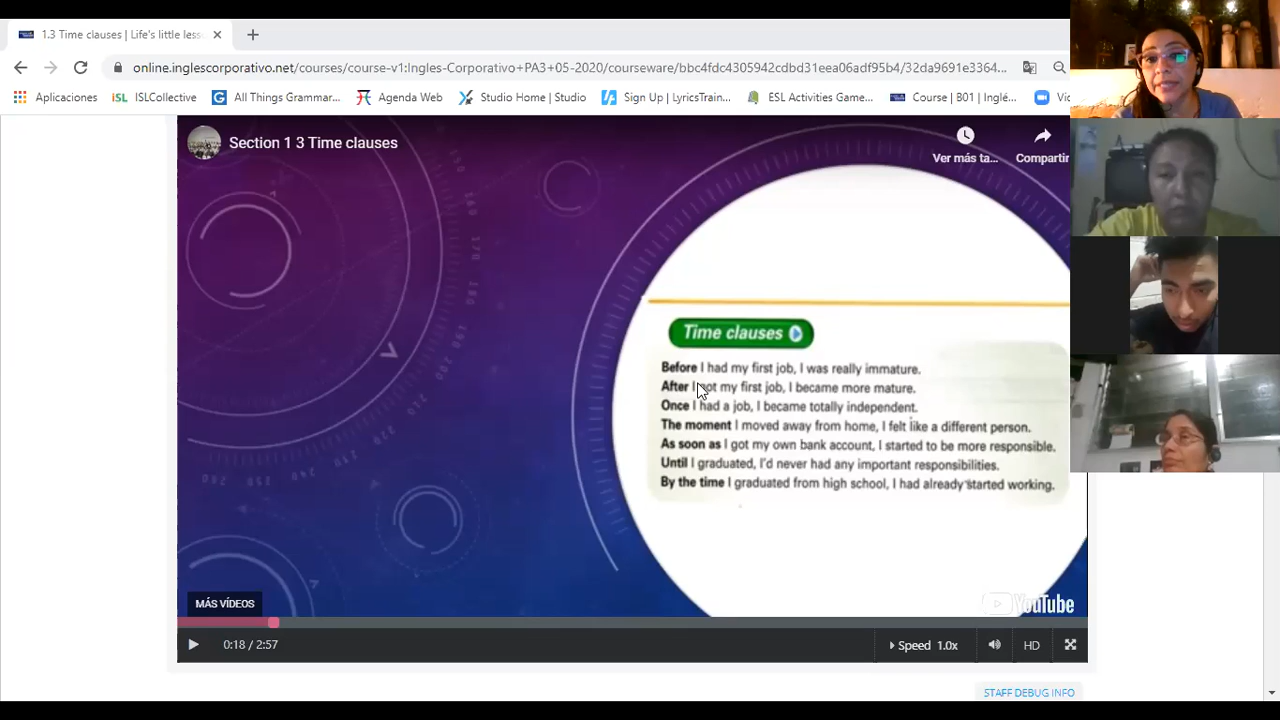 1.3 Time clauses | Life's little less
online.inglescorporativo.net/courses/course-v1:Ingles
rativo+PA3+05-2020/courseware/bbc4fdc4305942cdbd31eea06adf95b4/32da9691e3364...
Aplicaciones
iSL ISLCollective
All Things Grammar...
Agenda Web
Studio Home | Studio
Sign Up | LyricsTrain...
ESL Activities Game...
Course | B01 | Inglé...
Section 1 3 Time clauses
Ver más ta...
Compartir
Time clauses
Before I had my first job, I was really immature.
After I got my first job, I became more mature.
Once I had a job, I became totally independent.
The moment I moved away from home, I felt like a different person.
As soon as I got my own bank account, I started to be more responsible.
Until I graduated, I'd never had any important responsibilities.
By the time I graduated from high school, I had already started working.
MÁS VÍDEOS
YouTube
0:18 / 2:57
Speed 1.0x
HD
STAFF DEBUG INFO